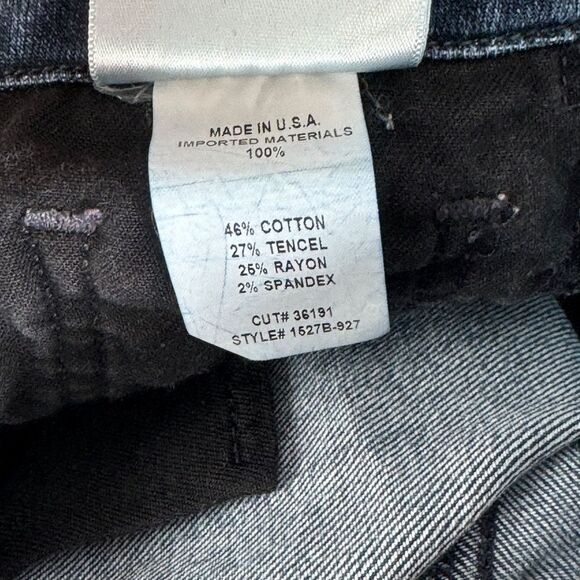 MADE IN U.S.A.
IMPORTED MATERIALS
100%
46% COTTON
27% TENCEL
25% RAYON
2% SPANDEX
CUT# 36191
STYLE# 1527B-927